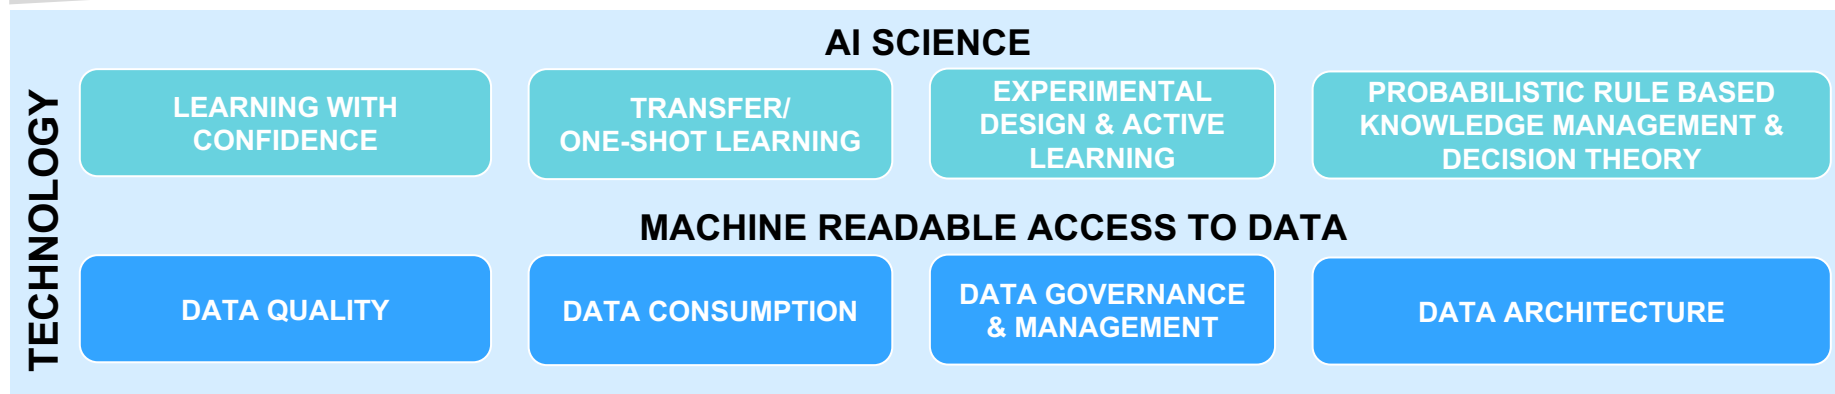 TECHNOLOGY
AI SCIENCE
LEARNING WITH
CONFIDENCE
TRANSFER/
ONE-SHOT LEARNING
EXPERIMENTAL
DESIGN & ACTIVE
LEARNING
PROBABILISTIC RULE BASED
KNOWLEDGE MANAGEMENT &
DECISION THEORY
MACHINE READABLE ACCESS TO DATA
DATA QUALITY
DATA CONSUMPTION
DATA GOVERNANCE
& MANAGEMENT
DATA ARCHITECTURE